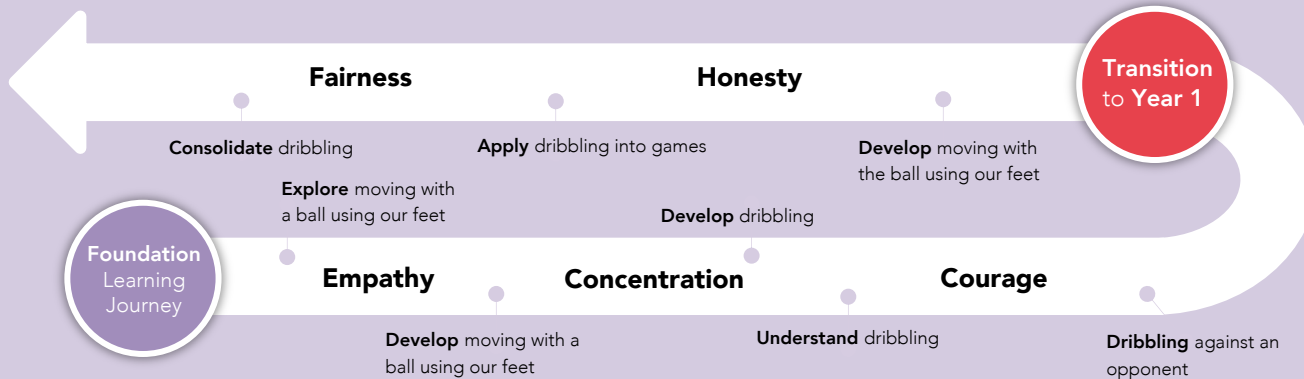 Fairness
Honesty
Transition
to Year 1
Consolidate dribbling
Apply dribbling into games
Develop moving with
the ball using our feet
Explore moving with
a ball using our feet
Develop dribbling
Foundation
Learning
Journey
Empathy
Concentration
Courage
Develop moving with a
ball using our feet
Understand dribbling
Dribbling against an
opponent